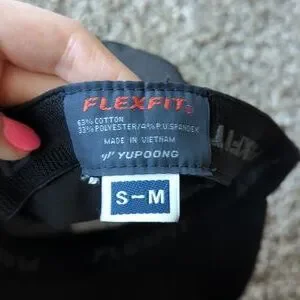 FLEXFIT
63% COTTON
33% POLYESTER/4% P.U.SPANDEX
MADE IN VIETNAM
YUPOONG
S-M